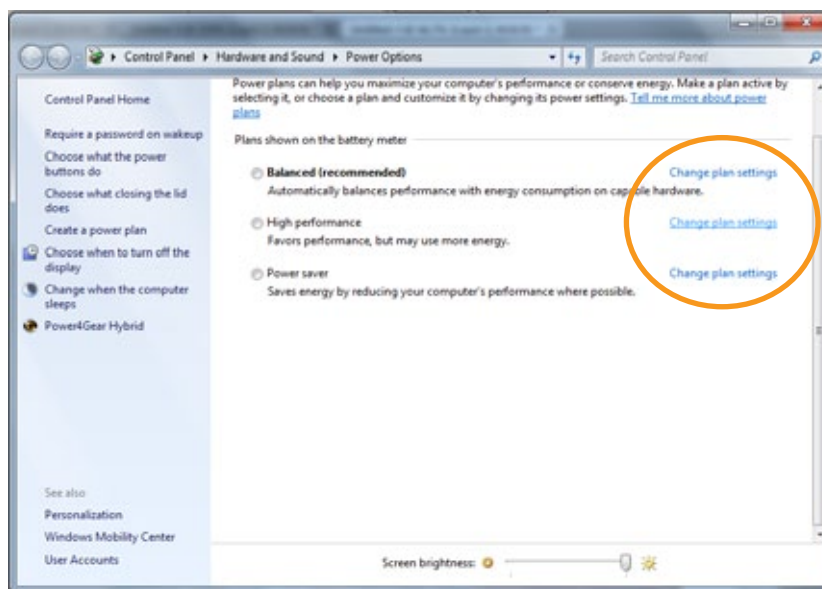 Control Panel Hardware and Sound Power Options Search Control Panel
Control Panel Home
Require a password on wakeup
Choose what the power
buttons do
Choose what closing the lid
does
Create a power plan
Choose when to turn off the
display
Change when the computer
sleeps
Power4Gear Hybrid
See also
Personalization
Windows Mobility Center
User Accounts
Power plans can help you maximize your computer's performance or conserve energy. Make a plan active by
selecting it, or choose a plan and customize it by changing its power settings. Tell me more about power
plans
Plans shown on the battery meter
Balanced (recommended) Change plan settings
Automatically balances performance with energy consumption on capable hardware.
High performance Change plan settings
Favors performance, but may use more energy.
Power saver Change plan settings
Saves energy by reducing your computer's performance where possible.
Screen brightness: